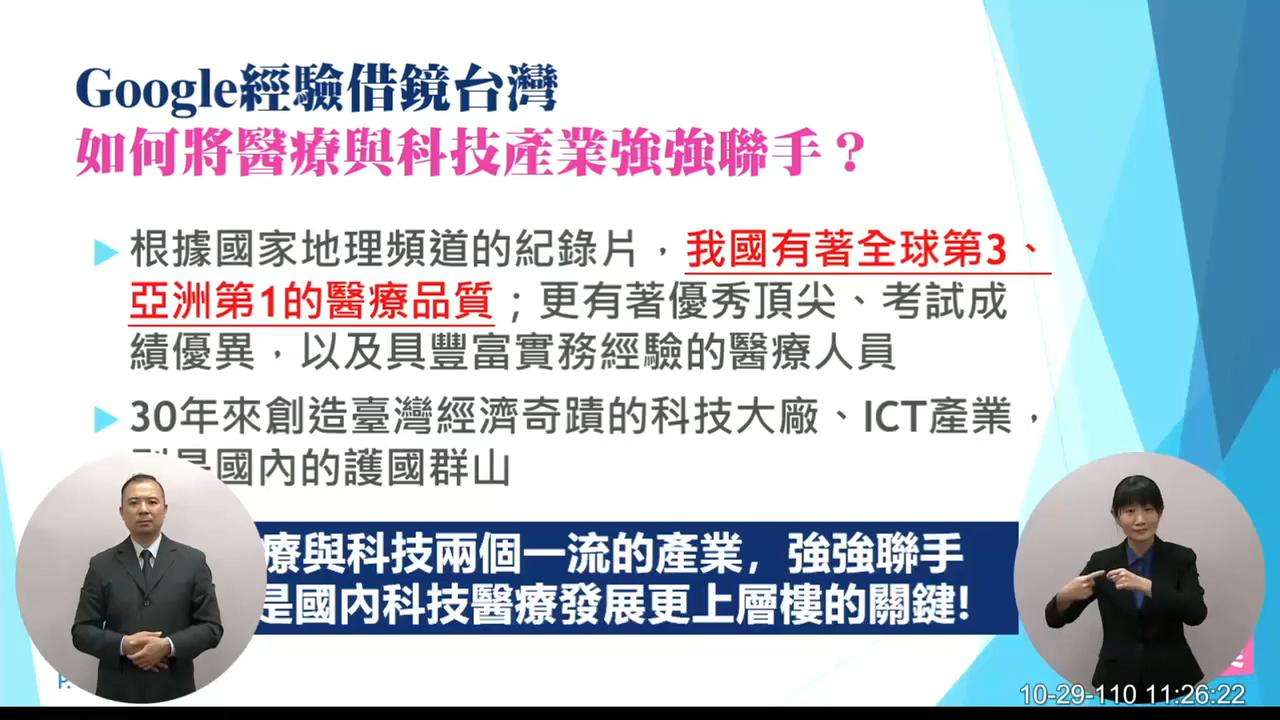 Google經驗借鏡台灣
如何將醫療與科技產業強強聯手？
根據國家地理頻道的紀錄片，我國有著全球第3、
亞洲第1的醫療品質；更有著優秀頂尖、考試成
績優異，以及具豐富實務經驗的醫療人員
30年來創造臺灣經濟奇蹟的科技大廠、ICT產業，
是國內的護國群山
療與科技兩個一流的產業，強強聯手
是國內科技醫療發展更上層樓的關鍵!
P.
10-29-110 11:26:22